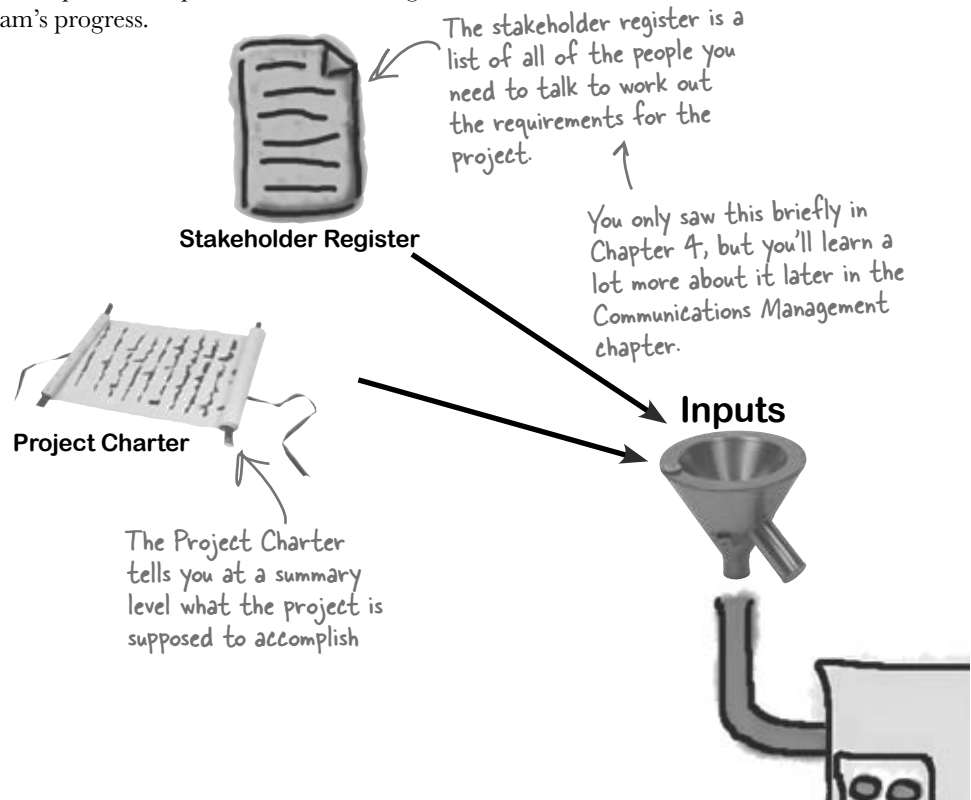 am's progress.
The stakeholder register is a
list of all of the people you
need to talk to work out
the requirements for the
project.
Stakeholder Register
You only saw this briefly in
Chapter 4, but you'll learn a
lot more about it later in the
Communications Management
chapter.
Inputs
Project Charter
The Project Charter
tells you at a summary
level what the project is
supposed to accomplish